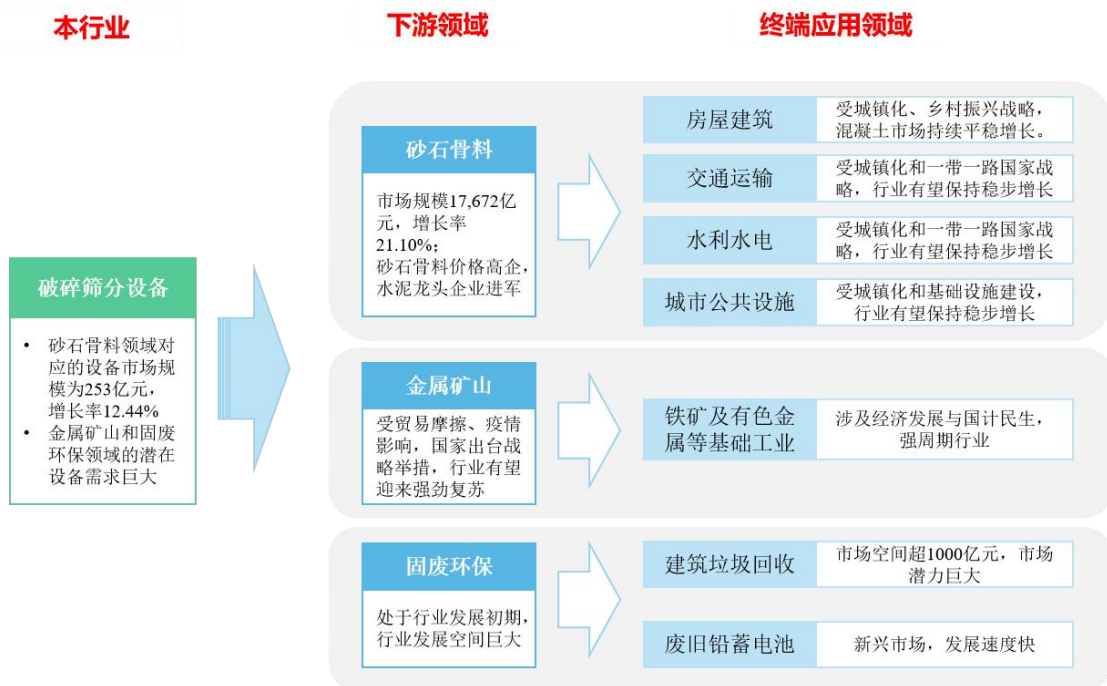 本行业
下游领域
终端应用领域
破碎筛分设备
• 砂石骨料领域对
应的设备市场规
模为253亿元，
增长率12.44%
• 金属矿山和固废
环保领域的潜在
设备需求巨大
砂石骨料
市场规模17,672亿
元，增长率
21.10%；
砂石骨料价格高企，
水泥龙头企业进军
房屋建筑
受城镇化、乡村振兴战略，
混凝土市场持续平稳增长。
交通运输
受城镇化和一带一路国家战
略，行业有望保持稳步增长
水利水电
受城镇化和一带一路国家战
略，行业有望保持稳步增长
城市公共设施
受城镇化和基础设施建设，
行业有望保持稳步增长
金属矿山
受贸易摩擦、疫情
影响，国家出台战
略举措，行业有望
迎来强劲复苏
铁矿及有色金
属等基础工业
涉及经济发展与国计民生，
强周期行业
固废环保
处于行业发展初期，
行业发展空间巨大
建筑垃圾回收
市场空间超1000亿元，市场
潜力巨大
废旧铅蓄电池
新兴市场，发展速度快